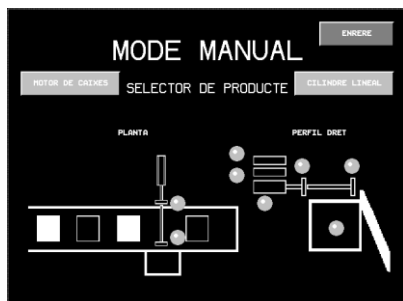 ENRERE
MODE MANUAL
MOTOR DE CAIXES
SELECTOR DE PRODUCTE
CILINDRE LINEAL
PLANTA
PERFIL DRET